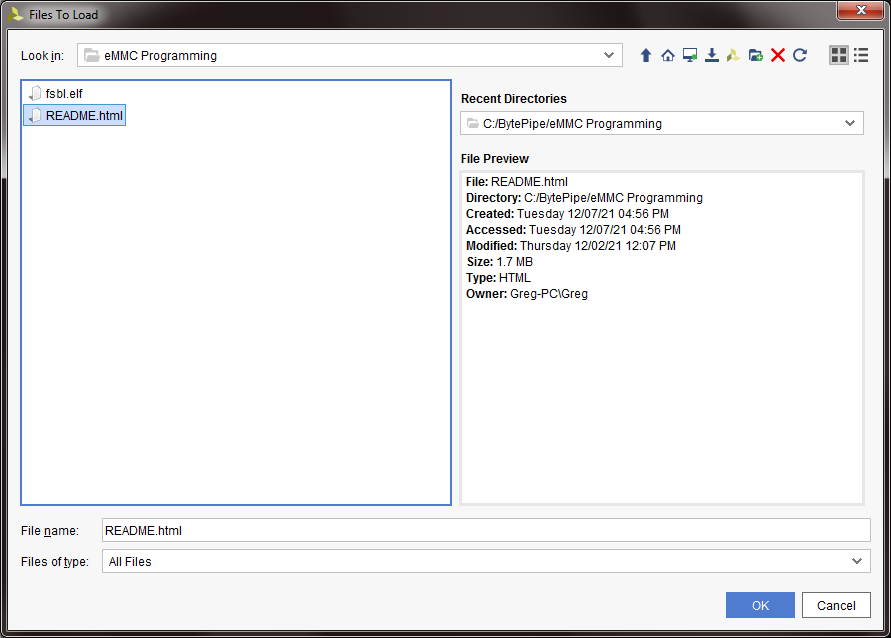 Files To Load
Look in: eMMC Programming
fsbl.elf
README.html
Recent Directories
C:/BytePipe/eMMC Programming
File Preview
File: README.html
Directory: C:/BytePipe/eMMC Programming
Created: Tuesday 12/07/21 04:56 PM
Accessed: Tuesday 12/07/21 04:56 PM
Modified: Thursday 12/02/21 12:07 PM
Size: 1.7 MB
Type: HTML
Owner: Greg-PC\Greg
File name: README.html
Files of type: All Files
OK Cancel